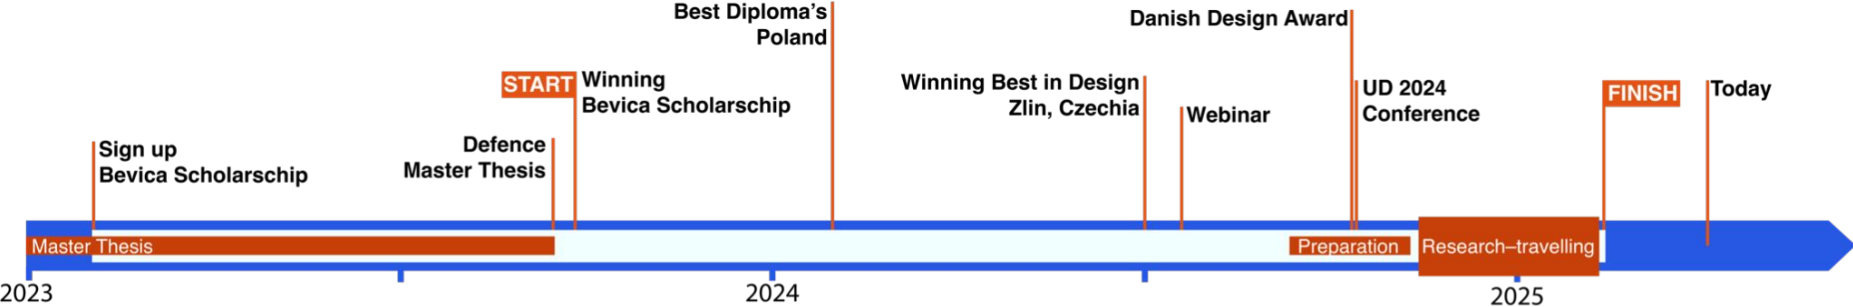 Best Diploma's
Poland
Danish Design Award
START
Winning
Bevica Scholarschip
Winning Best in Design
Zlin, Czechia
UD 2024
Conference
FINISH
Today
Webinar
Sign up
Bevica Scholarschip
Defence
Master Thesis
Master Thesis
Preparation
Research–travelling
2023
2024
2025